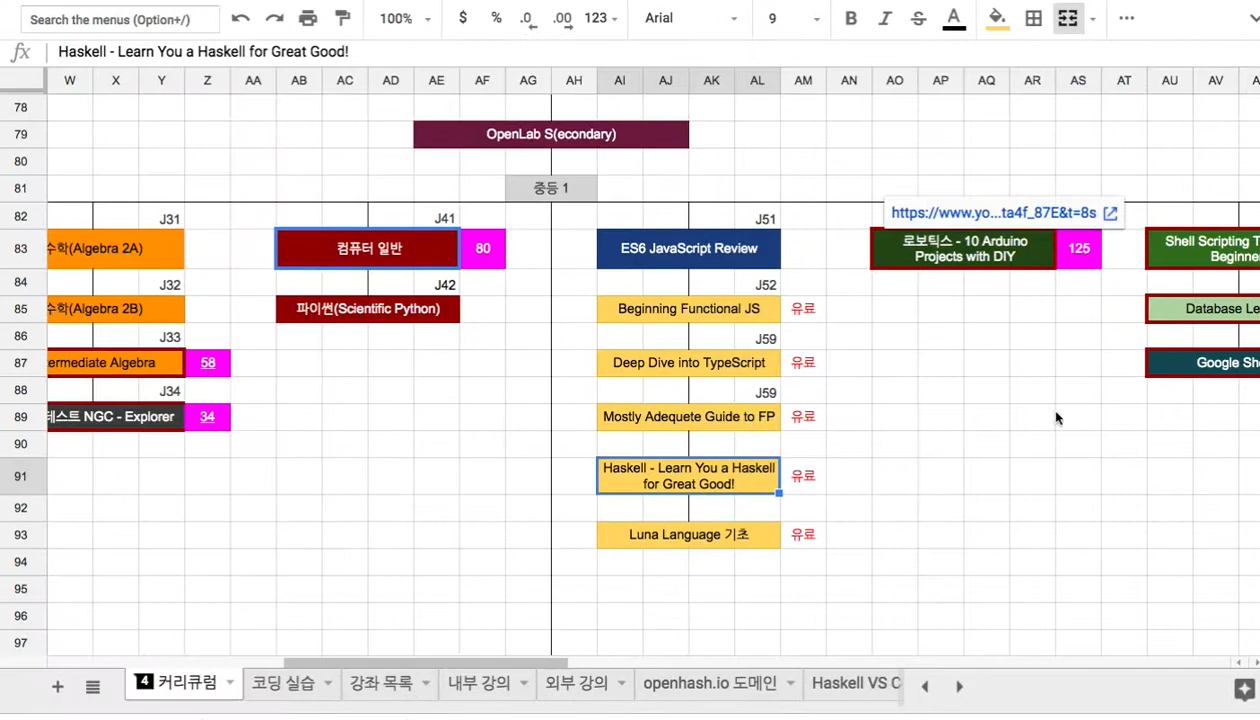 Search the menus (Option+/)
100%
$ % .0 .00 123
Arial
9
B I S A
fx Haskell - Learn You a Haskell for Great Good!
W X Y Z AA AB AC AD AE AF AG AH AI AJ AK AL AM AN AO AP AQ AR AS AT AU AV
78
79
OpenLab S(econdary)
80
81
중등 1
82
J31
J41
J51
https://www.yo...ta4f_87E&t=8s
83
수학(Algebra 2A)
컴퓨터 일반
80
ES6 JavaScript Review
로보틱스 - 10 Arduino
Projects with DIY
125
Shell Scripting T
Beginner
84
J32
J42
J52
85
수학(Algebra 2B)
파이썬(Scientific Python)
Beginning Functional JS
유료
Database Le
86
J33
J59
87
ermediate Algebra
58
Deep Dive into TypeScript
유료
Google She
88
J34
J59
89
테스트 NGC - Explorer
34
Mostly Adequete Guide to FP
유료
90
91
Haskell - Learn You a Haskell
for Great Good!
유료
92
93
Luna Language 기초
유료
94
95
96
97
4 커리큘럼
코딩 실습
강좌 목록
내부 강의
외부 강의
openhash.io 도메인
Haskell VS C